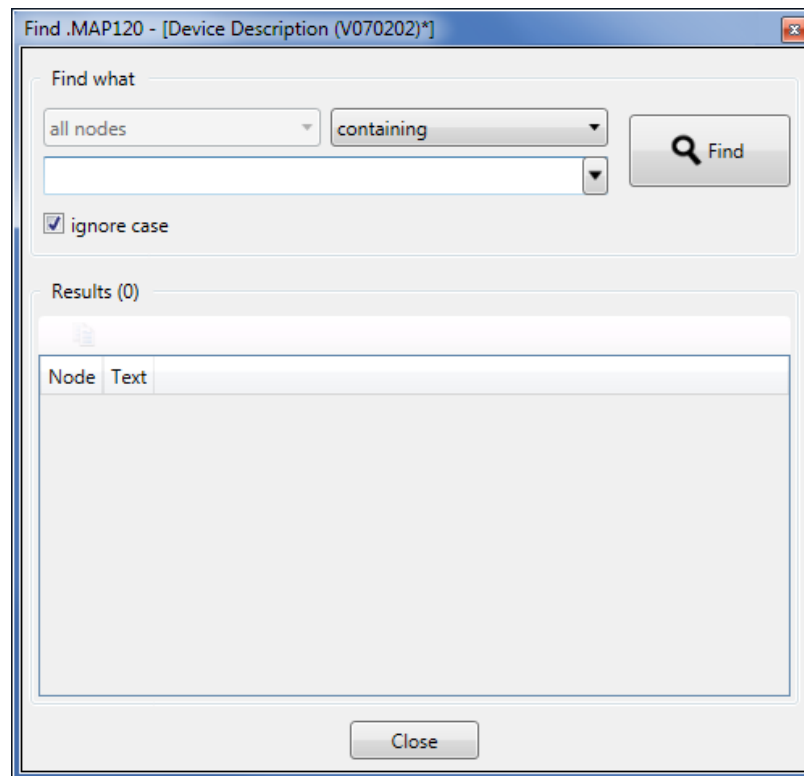 Find .MAP120 - [Device Description (V070202)*]
Find what
all nodes
containing
Find
ignore case
Results (0)
Node Text
Close